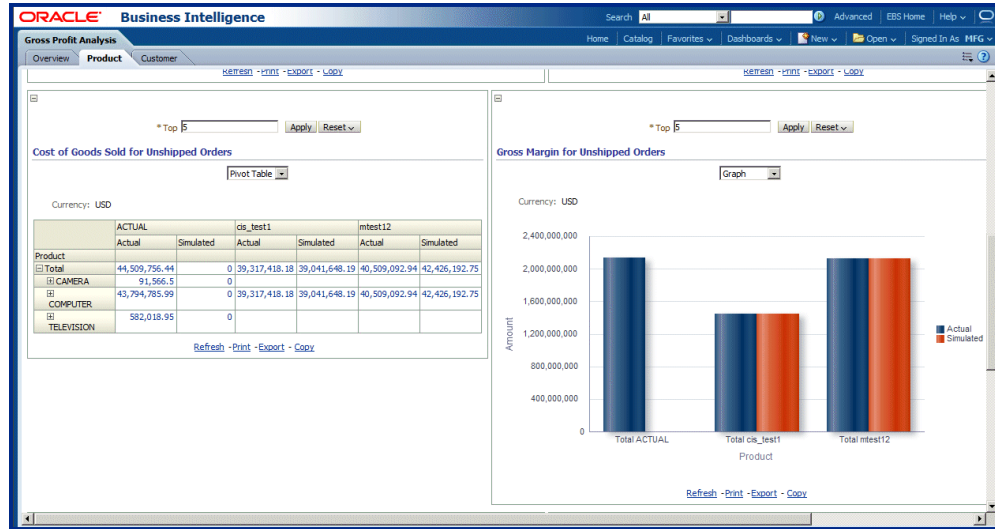 ORACLE Business Intelligence
Search All Advanced EBS Home Help
Gross Profit Analysis
Home Catalog Favorites Dashboards New Open Signed In As MFG
Overview Product Customer
Refresh - Print - Export - Copy
Refresh - Print - Export - Copy
* Top 5 Apply Reset
Cost of Goods Sold for Unshipped Orders
Pivot Table
Currency: USD
ACTUAL cis_test1 mtest12
Actual Simulated Actual Simulated Actual Simulated
Product
Total 44,509,756.44 0 39,317,418.18 39,041,648.19 40,509,092.94 42,426,192.75
CAMERA 91,566.5 0
COMPUTER 43,794,785.99 0 39,317,418.18 39,041,648.19 40,509,092.94 42,426,192.75
TELEVISION 582,018.95 0
Refresh - Print - Export - Copy
* Top 5 Apply Reset
Gross Margin for Unshipped Orders
Graph
Currency: USD
2,400,000,000
2,000,000,000
1,600,000,000
1,200,000,000
800,000,000
400,000,000
0
Amount
Actual
Simulated
Total ACTUAL Total cis_test1 Total mtest12
Product
Refresh - Print - Export - Copy